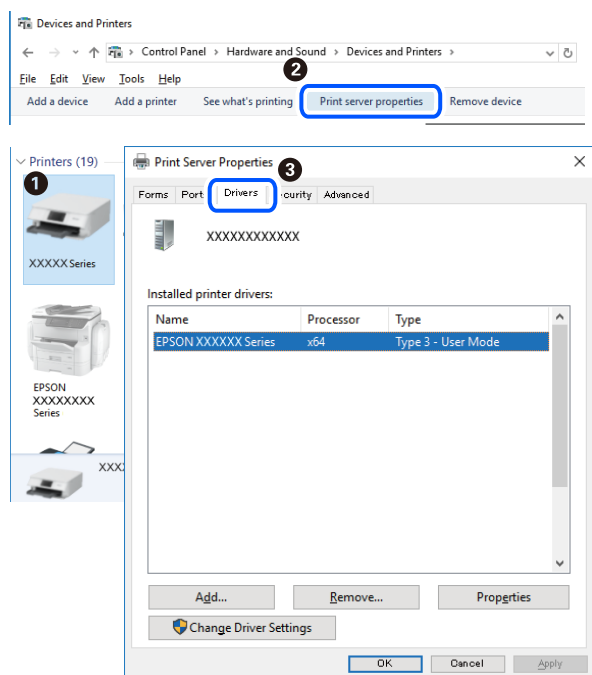 Devices and Printers
Control Panel > Hardware and Sound > Devices and Printers >
2
File Edit View Tools Help
Add a device Add a printer See what's printing Print server properties Remove device
Printers (19)
1
XXXXX Series
EPSON
XXXXXXXX
Series
XXX
Print Server Properties
3
Forms Port Drivers curity Advanced
XXXXXXXXXXXX
Installed printer drivers:
Name Processor Type
EPSON XXXXXX Series x64 Type 3 - User Mode
Add... Remove... Properties
Change Driver Settings
OK Cancel Apply